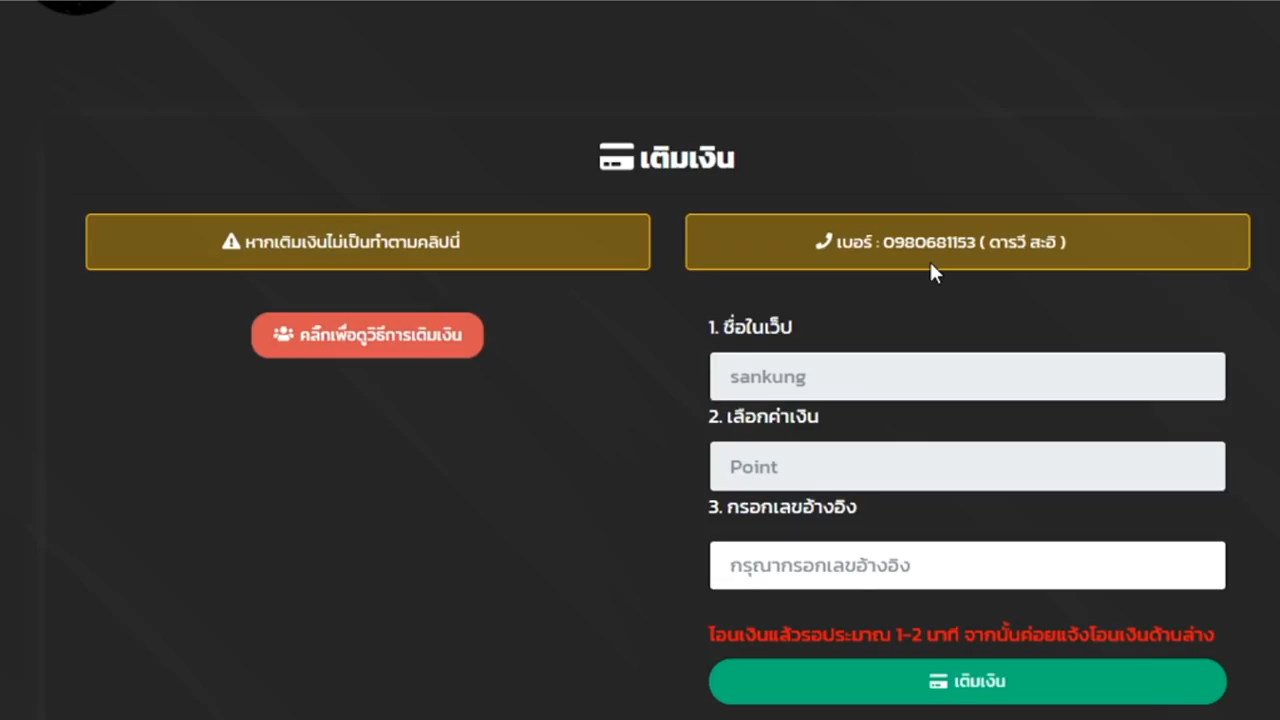 เติมเงิน
หากเติมเงินไม่เป็นทำตามคลิปนี่
เบอร์ : 0980681153 ( ดารวี สะอิ )
คลิกเพื่อดูวิธีการเติมเงิน
1. ชื่อในเว็ป
sankung
2. เลือกค่าเงิน
Point
3. กรอกเลขอ้างอิง
กรุณากรอกเลขอ้างอิง
โอนเงินแล้วรอประมาณ 1-2 นาที จากนั้นค่อยแจ้งโอนเงินด้านล่าง
เติมเงิน